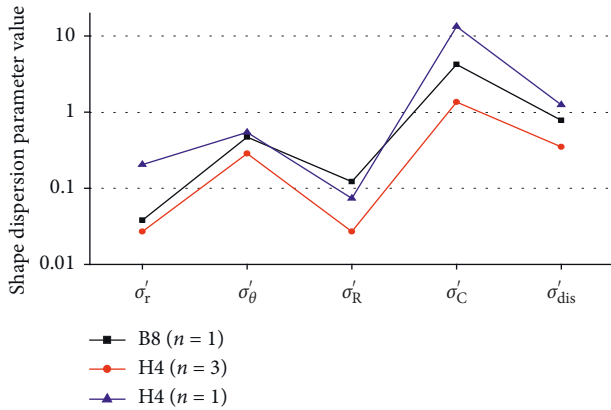 Shape dispersion parameter value
10
1
0.1
0.01
σ′r σ′θ σ′R σ′C σ′dis
B8 (n = 1)
H4 (n = 3)
H4 (n = 1)